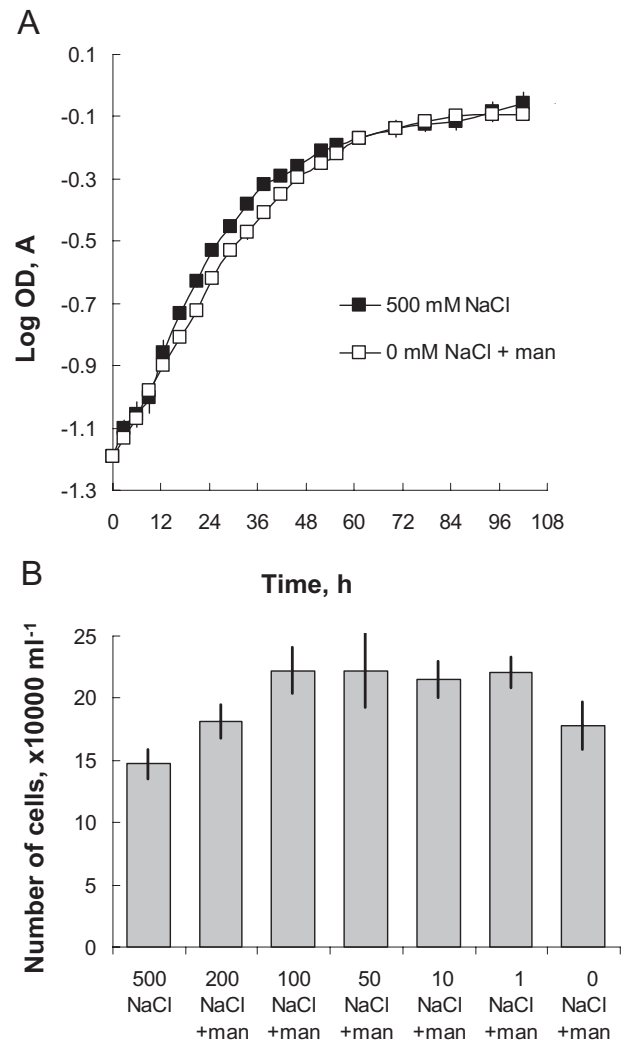 A
0.1
-0.1
-0.3
-0.5
-0.7
-0.9
-1.1
-1.3
Log OD, A
500 mM NaCl
0 mM NaCl + man
0 12 24 36 48 60 72 84 96 108
Time, h
B
25
20
15
10
5
0
Number of cells, x10000 ml⁻¹
500 200 100 50 10 1 0
NaCl NaCl NaCl NaCl NaCl NaCl NaCl
+man +man +man +man +man +man